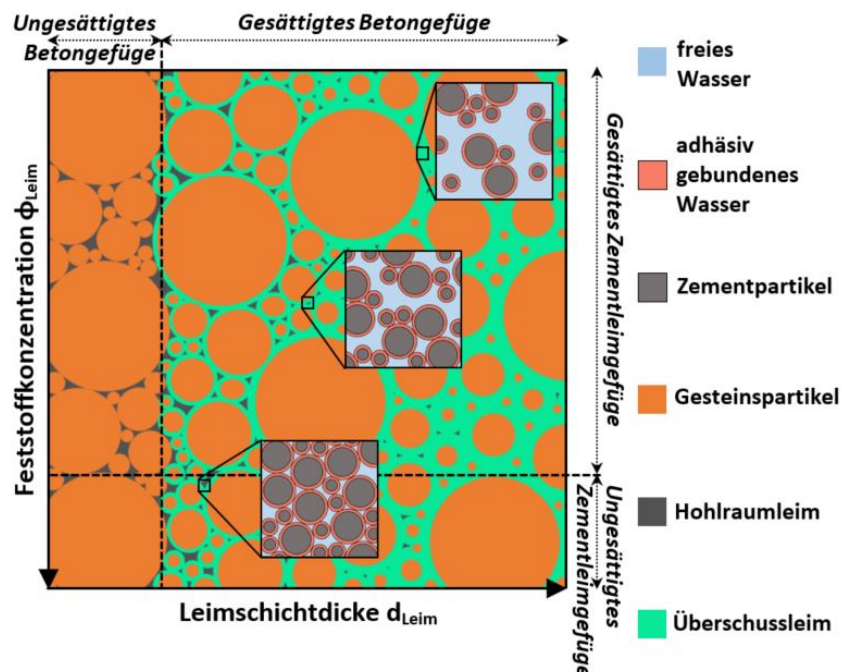 Ungesättigtes
Betongefüge
Gesättigtes Betongefüge
Feststoffkonzentration ϕLeim
Leimschichtdicke dLeim
Gesättigtes Zementleimgefüge
Ungesättigtes
Zementleimgefüge
freies
Wasser
adhäsiv
gebundenes
Wasser
Zementpartikel
Gesteinspartikel
Hohlraumleim
Überschussleim